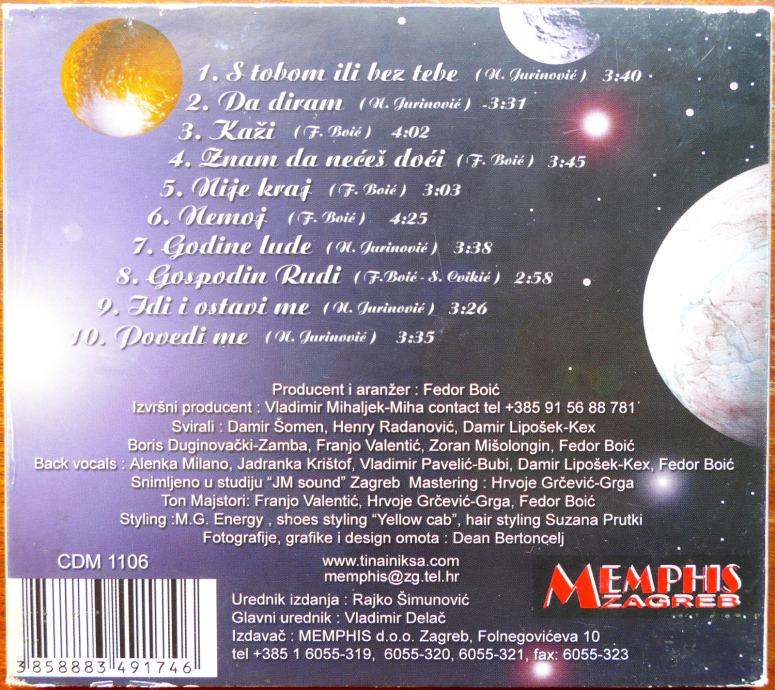 1. S tobom ili bez tebe (N. Jurinović) 3:40
2. Da diram (N. Jurinović) -3:31
3. Kaži (F. Boić) 4:02
4. Znam da nećeš doći (F. Boić) 3:45
5. Nije kraj (F. Boić) 3:03
6. Nemoj (F. Boić) 4:25
7. Godine lude (N. Jurinović) 3:38
8. Gospodin Rudi (F.Boić - S. Cvikić) 2:58
9. Idi i ostavi me (N. Jurinović) 3:26
10. Povedi me (N. Jurinović) 3:35
Producent i aranžer : Fedor Boić
Izvršni producent : Vladimir Mihaljek-Miha contact tel +385 91 56 88 781
Svirali : Damir Šomen, Henry Radanović, Damir Lipošek-Kex
Boris Duginovački-Zamba, Franjo Valentić, Zoran Mišolongin, Fedor Boić
Back vocals : Alenka Milano, Jadranka Krištof, Vladimir Pavelić-Bubi, Damir Lipošek-Kex, Fedor Boić
Snimljeno u studiju "JM sound" Zagreb Mastering : Hrvoje Grčević-Grga
Ton Majstori: Franjo Valentić, Hrvoje Grčević-Grga, Fedor Boić
Styling :M.G. Energy , shoes styling "Yellow cab", hair styling Suzana Prutki
Fotografije, grafike i design omota : Dean Bertoncelj
CDM 1106
www.tinainiksa.com
memphis@zg.tel.hr
MEMPHIS
ZAGREB
Urednik izdanja : Rajko Šimunović
Glavni urednik : Vladimir Delač
Izdavač : MEMPHIS d.o.o. Zagreb, Folnegovićeva 10
tel +385 1 6055-319, 6055-320, 6055-321, fax: 6055-323
3 858883 491746